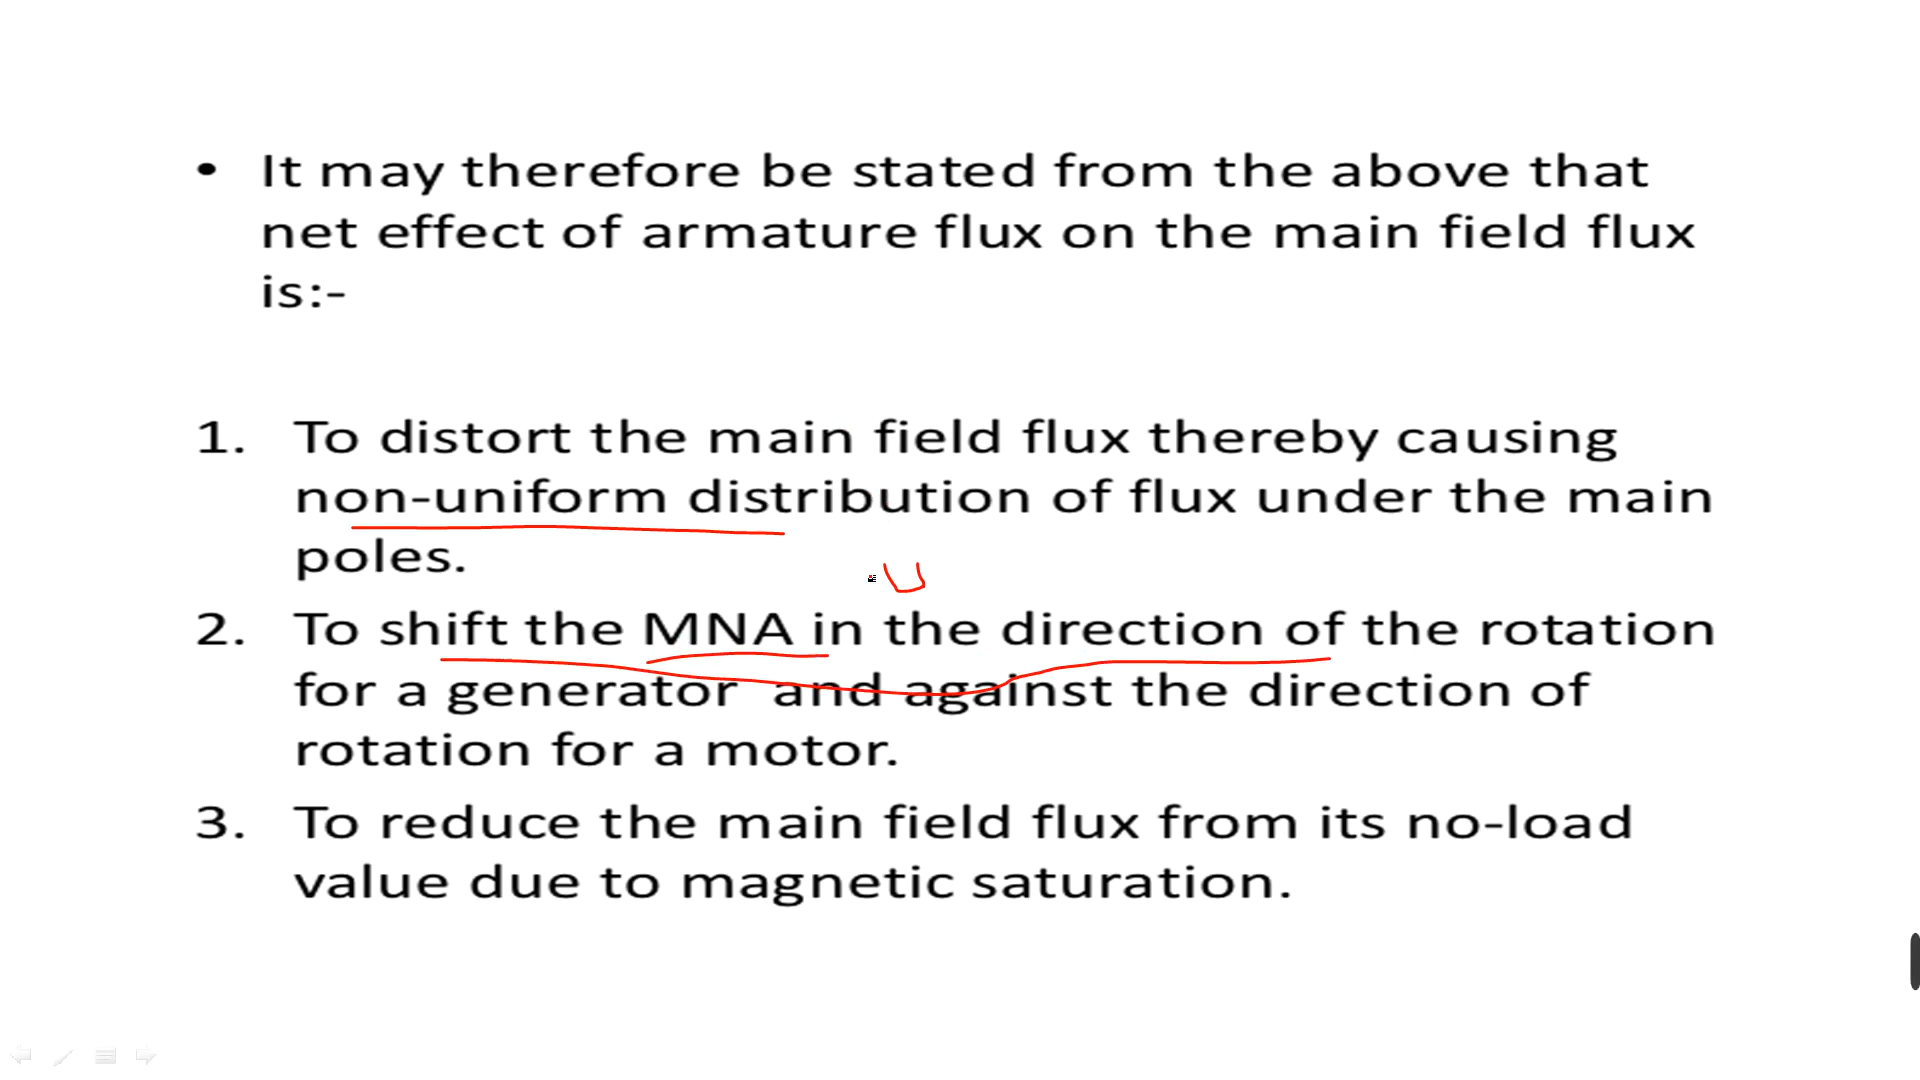 • It may therefore be stated from the above that
net effect of armature flux on the main field flux
is:-
1. To distort the main field flux thereby causing
non-uniform distribution of flux under the main
poles.
U
2. To shift the MNA in the direction of the rotation
for a generator and against the direction of
rotation for a motor.
3. To reduce the main field flux from its no-load
value due to magnetic saturation.